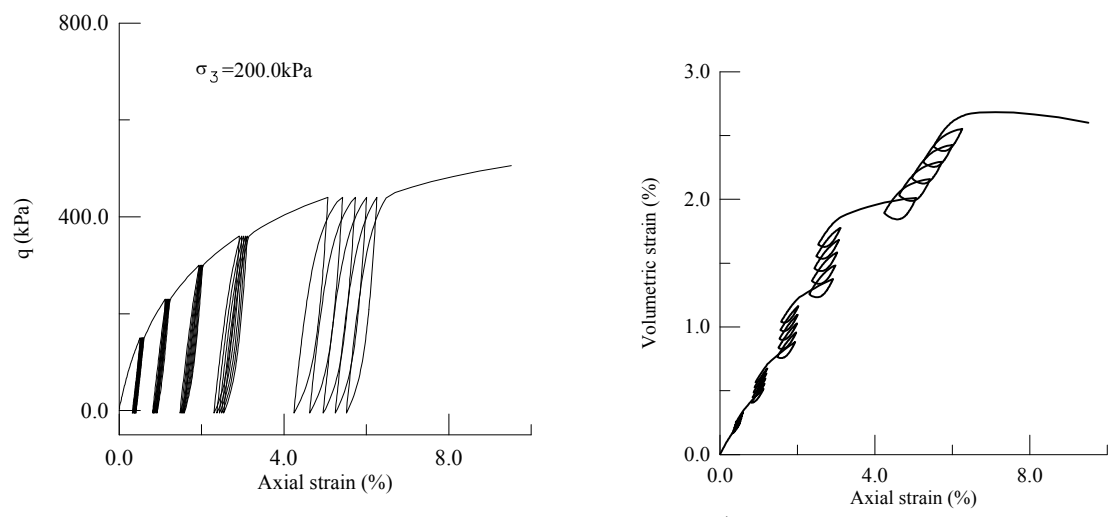 800.0
σ3=200.0kPa
q (kPa)
400.0
0.0
0.0 4.0 8.0
Axial strain (%)
3.0
Volumetric strain (%)
2.0
1.0
0.0
0.0 4.0 8.0
Axial strain (%)